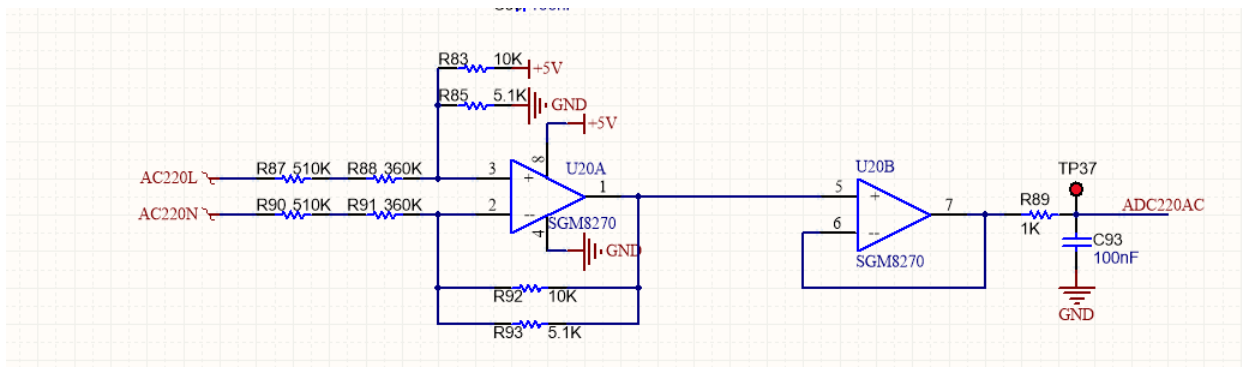 R83 10K +5V
R85 5.1K GND
+5V
8 U20A
AC220L R87 510K R88 360K 3 + 1
AC220N R90 510K R91 360K 2 --
SGM8270
4 GND
R92 10K
R93 5.1K
U20B
5 + 7
6 --
SGM8270
TP37
R89 ADC220AC
1K
C93
100nF
GND